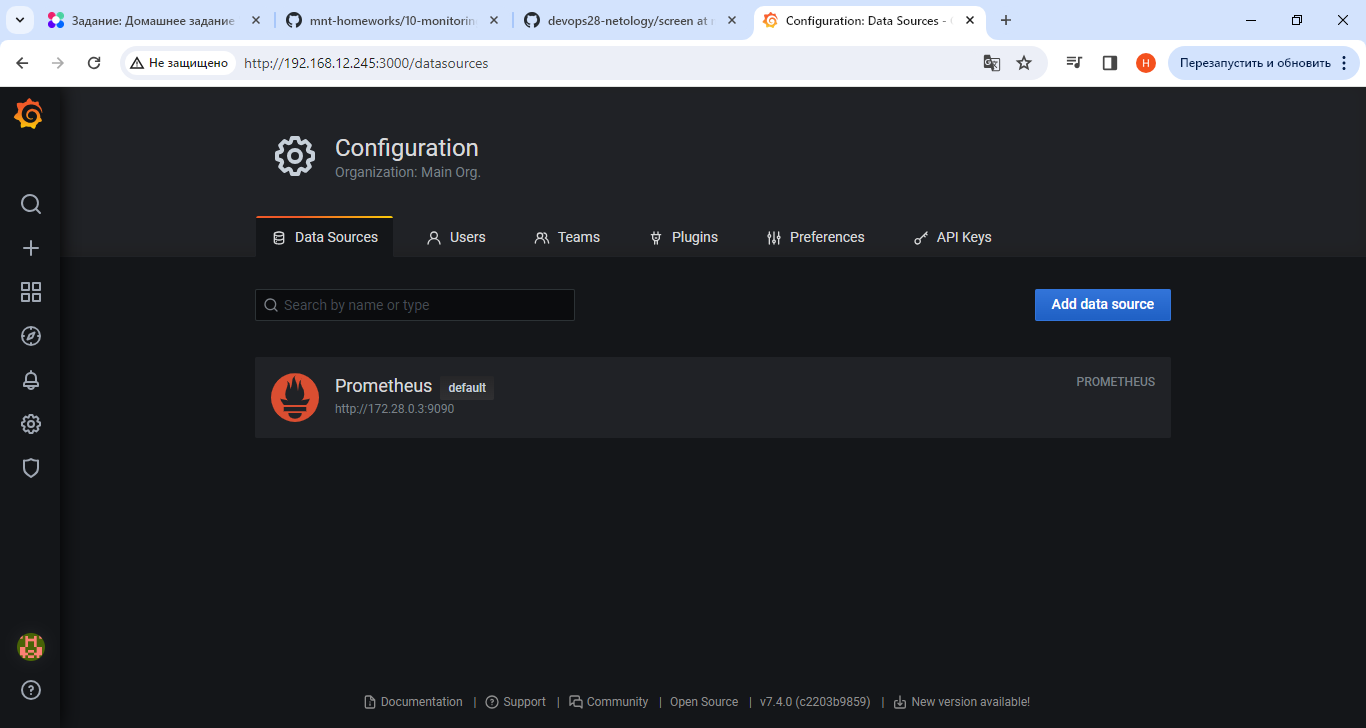 Задание: Домашнее задание
mnt-homeworks/10-monitorin
devops28-netology/screen at
Configuration: Data Sources -
Не защищено
http://192.168.12.245:3000/datasources
Н
Перезапустить и обновить
Configuration
Organization: Main Org.
Data Sources
Users
Teams
Plugins
Preferences
API Keys
Search by name or type
Add data source
Prometheus default
PROMETHEUS
http://172.28.0.3:9090
Documentation | Support | Community | Open Source | v7.4.0 (c2203b9859) | New version available!